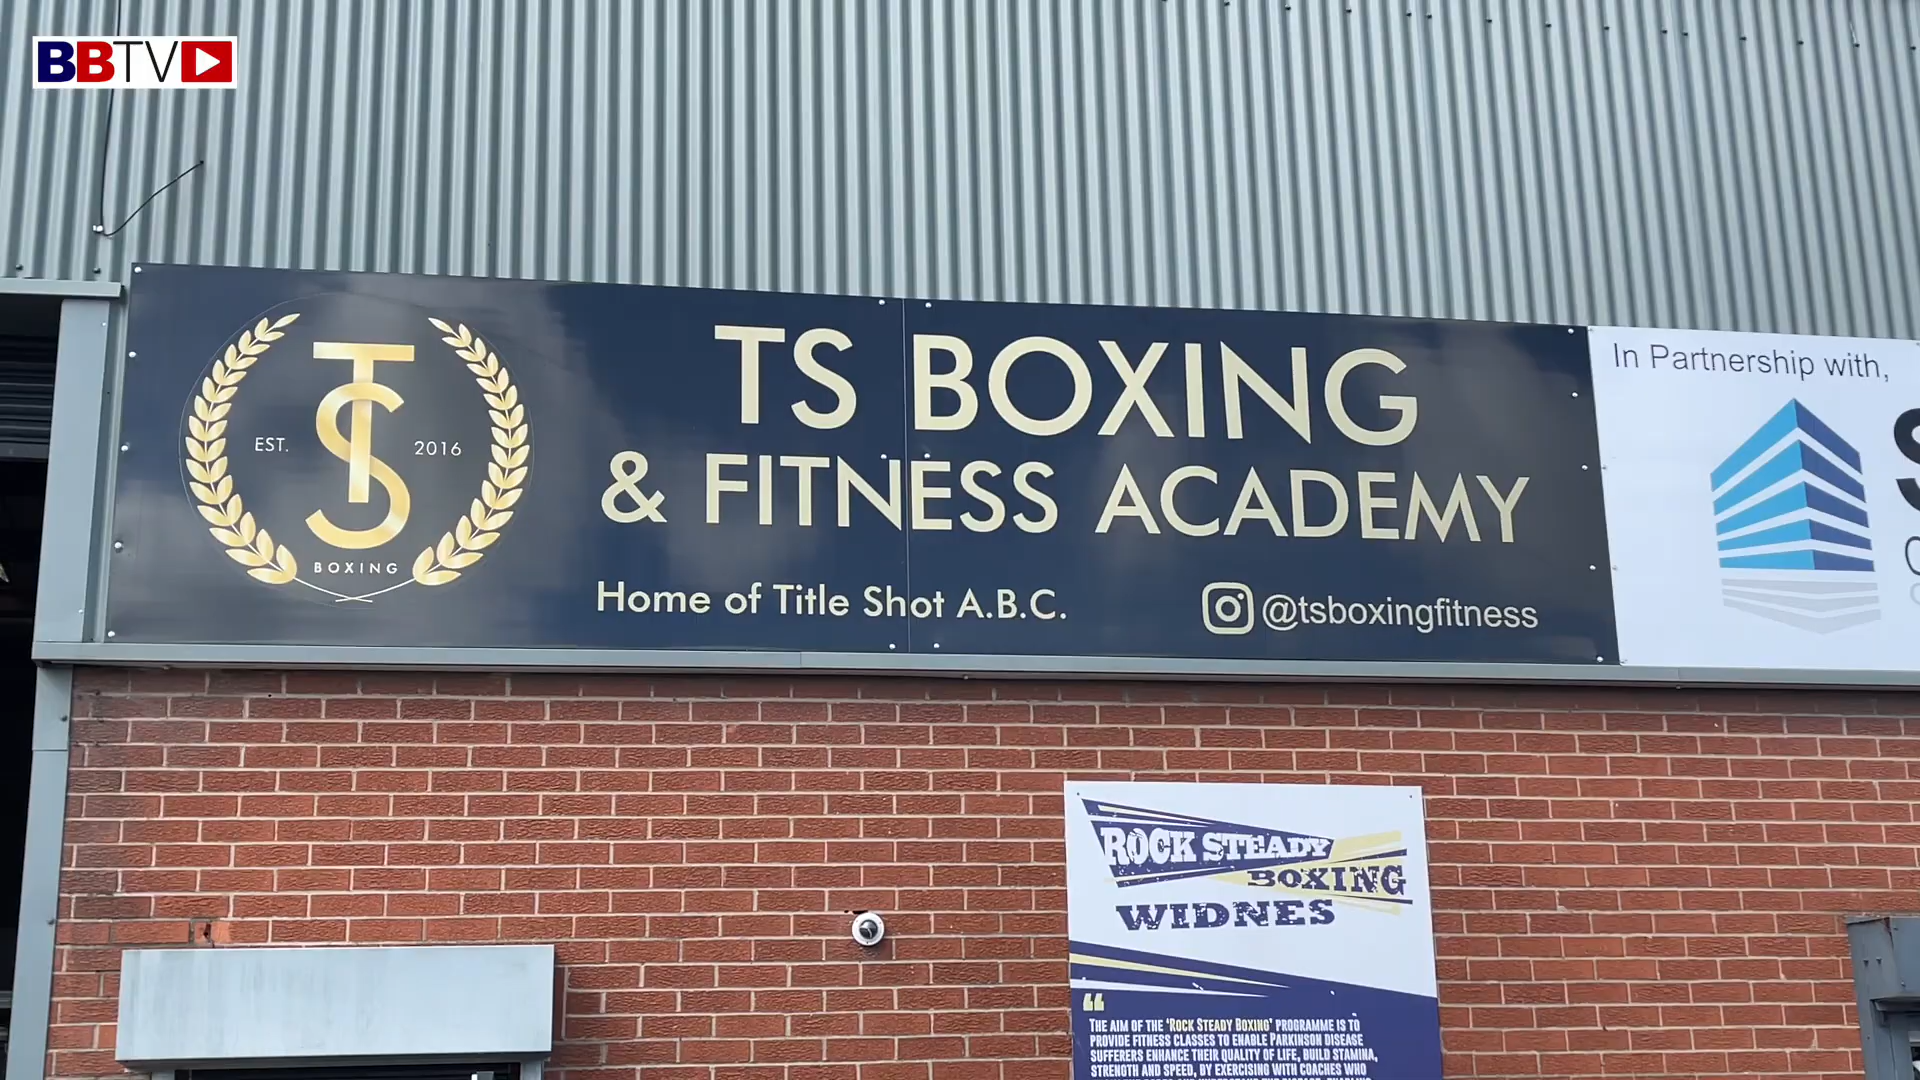 BBTV
TS
EST. 2016
BOXING
TS BOXING
& FITNESS ACADEMY
Home of Title Shot A.B.C.
@tsboxingfitness
In Partnership with,
ROCK STEADY
BOXING
WIDNES
“
THE AIM OF THE ‘ROCK STEADY BOXING’ PROGRAMME IS TO
PROVIDE FITNESS CLASSES TO ENABLE PARKINSON DISEASE
SUFFERERS ENHANCE THEIR QUALITY OF LIFE, BUILD STAMINA,
STRENGTH AND SPEED, BY EXERCISING WITH COACHES WHO